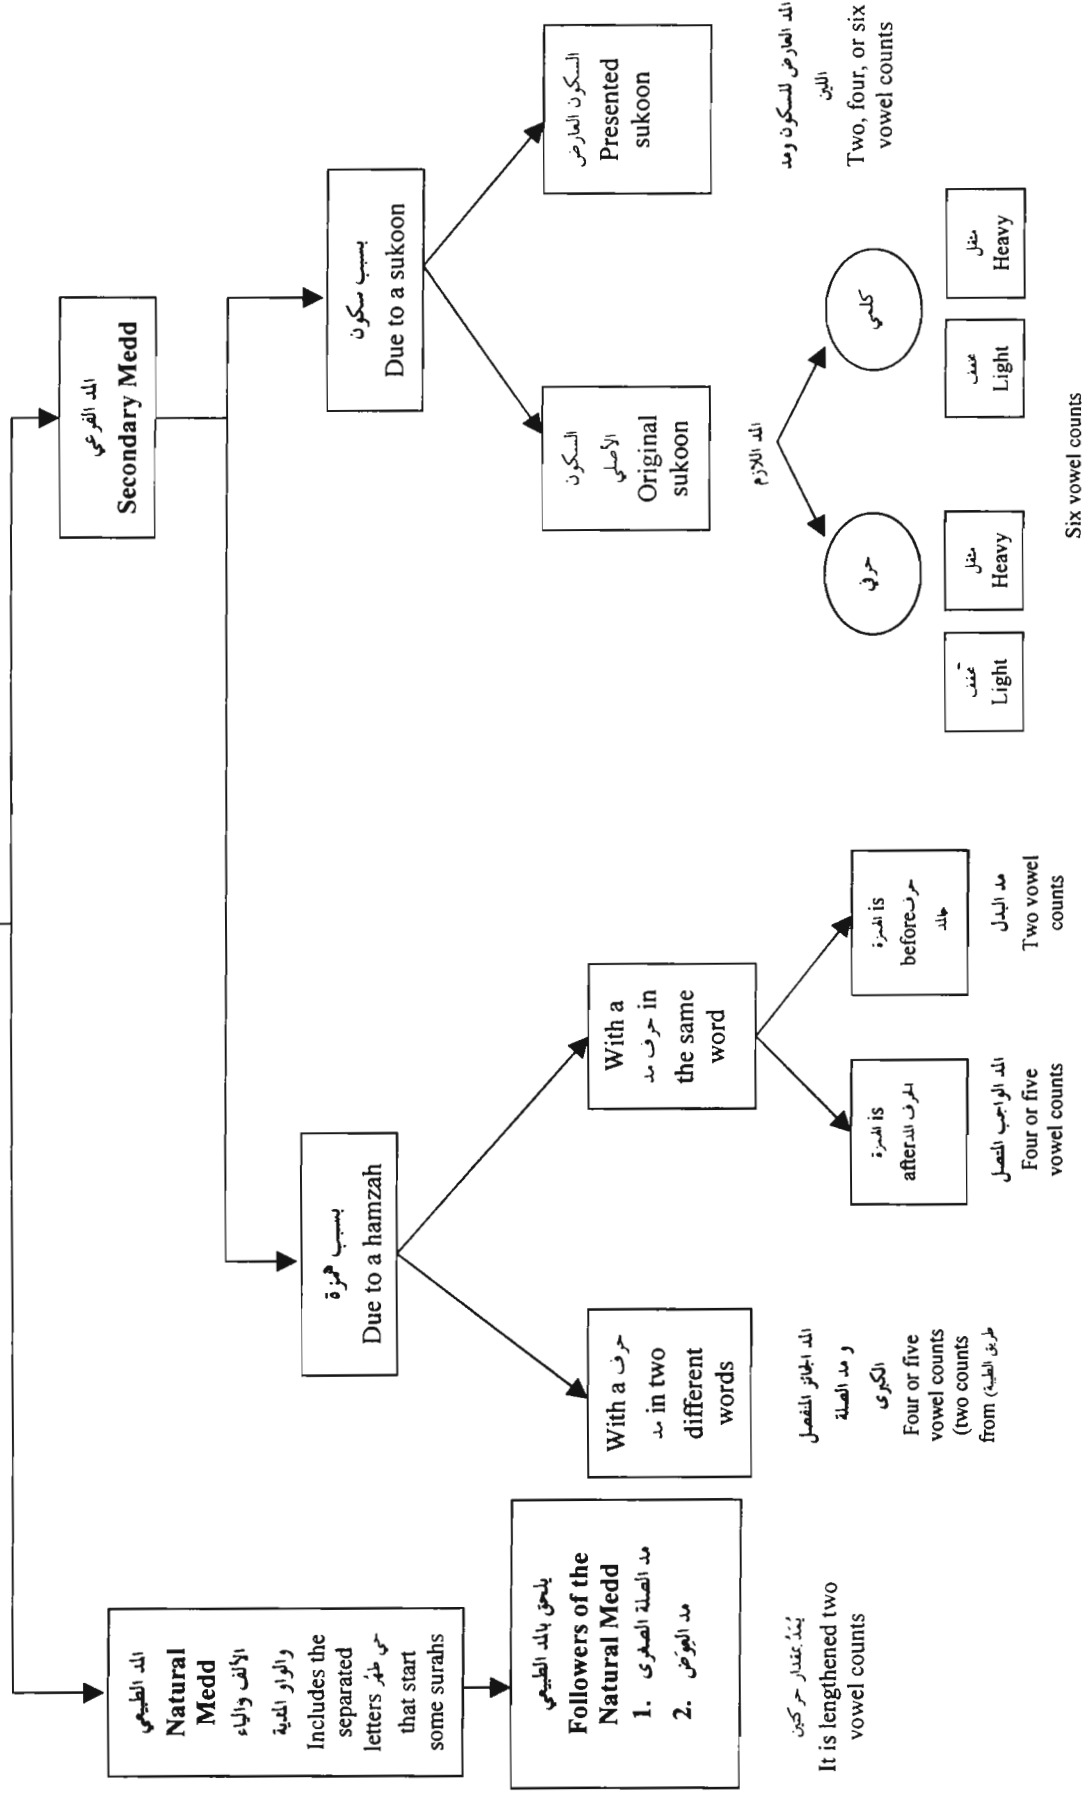 المد الطبيعي
Natural
Medd
الألف والياء
والواو المدية
Includes the
separated
letters حي طهر
that start
some surahs
يلحق بالمد الطبيعي
Followers of the
Natural Medd
1. مد الصلة الصغرى
2. مد العِوَض
يُمَدّ بمقدار حركتين
It is lengthened two
vowel counts
المد الفرعي
Secondary Medd
بسبب همزة
Due to a hamzah
With a حرف
مد in two
different
words
المد الجائز المنفصل
و مد الصلة
الكبرى
Four or five
vowel counts
(two counts
from (طريق الطيبة
With a
حرف مد in
the same
word
الهمزة is
after الحرف المد
المد الواجب المتصل
Four or five
vowel counts
الهمزة is
before حرف
المد
مد البدل
Two vowel
counts
بسبب سكون
Due to a sukoon
السكون
الأصلي
Original
sukoon
المد اللازم
حرفي
مخفف
Light
مثقل
Heavy
كلمي
مخفف
Light
مثقل
Heavy
Six vowel counts
السكون العارض
Presented
sukoon
المد العارض للسكون ومد
اللين
Two, four, or six
vowel counts